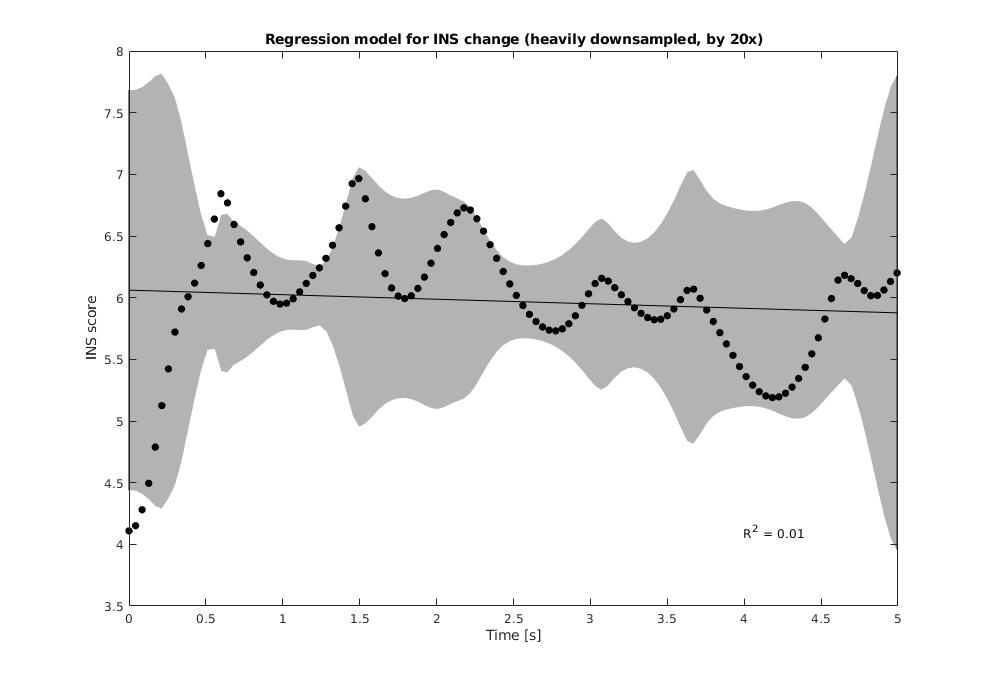 Regression model for INS change (heavily downsampled, by 20x)
8
7.5
7
6.5
6
5.5
5
4.5
4
3.5
INS score
R² = 0.01
0 0.5 1 1.5 2 2.5 3 3.5 4 4.5 5
Time [s]